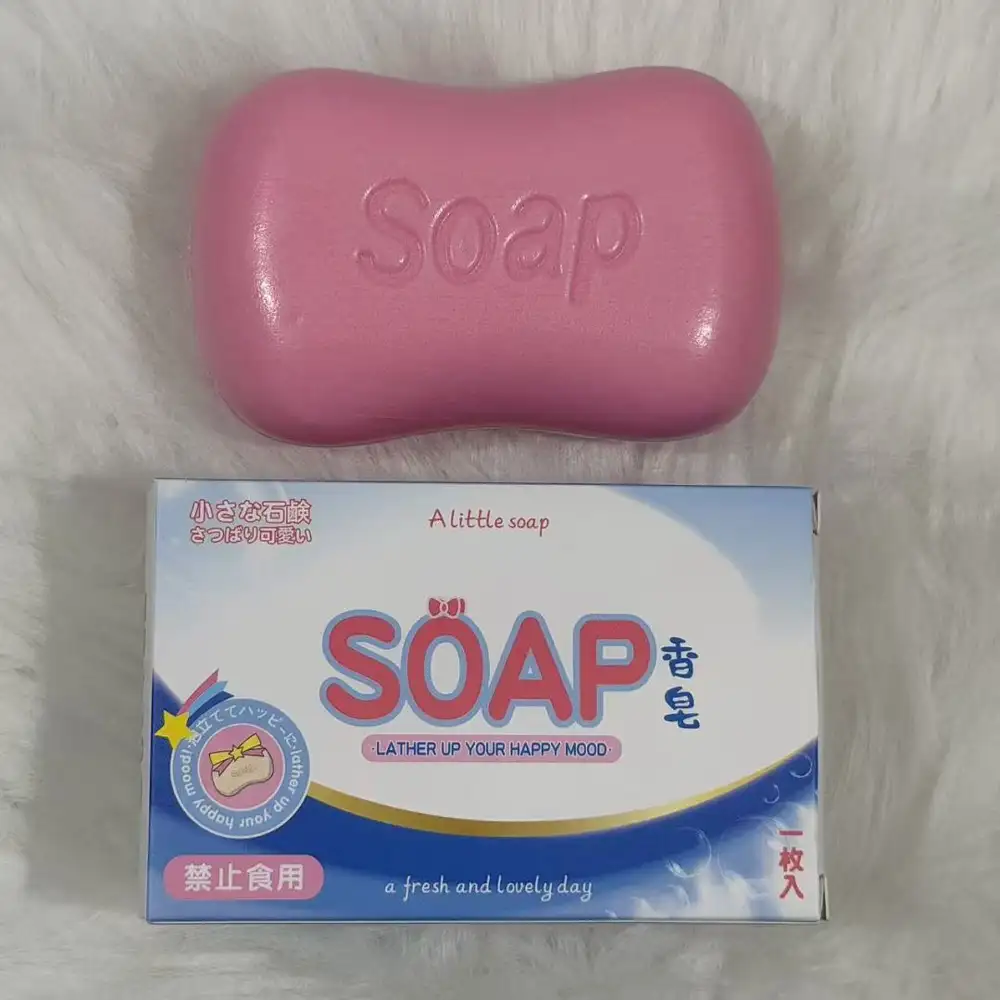 Soap
小さな石鹸
さつぱり可愛い
A little soap
SOAP
香皂
·LATHER UP YOUR HAPPY MOOD·
泡立ててハッピーに·lather up your happy mood!
禁止食用
a fresh and lovely day
一枚入